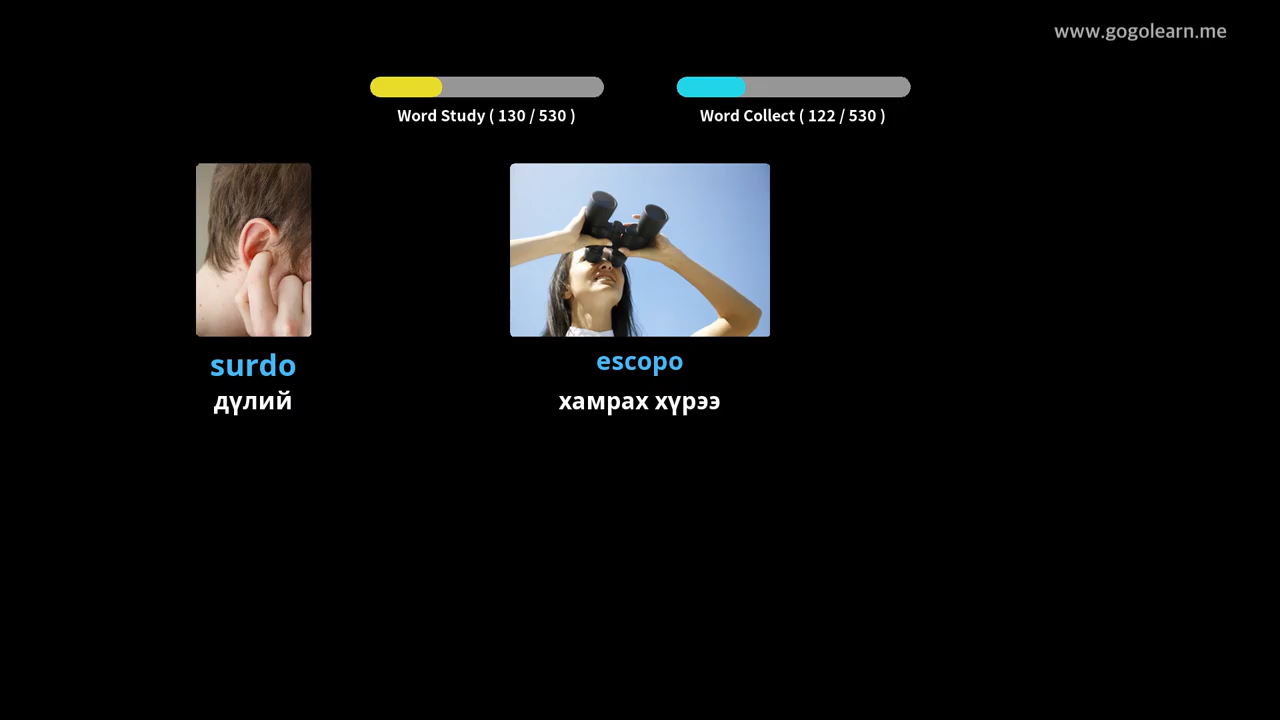 www.gogolearn.me
Word Study ( 130 / 530 )
Word Collect ( 122 / 530 )
surdo
дүлий
escopo
хамрах хүрээ